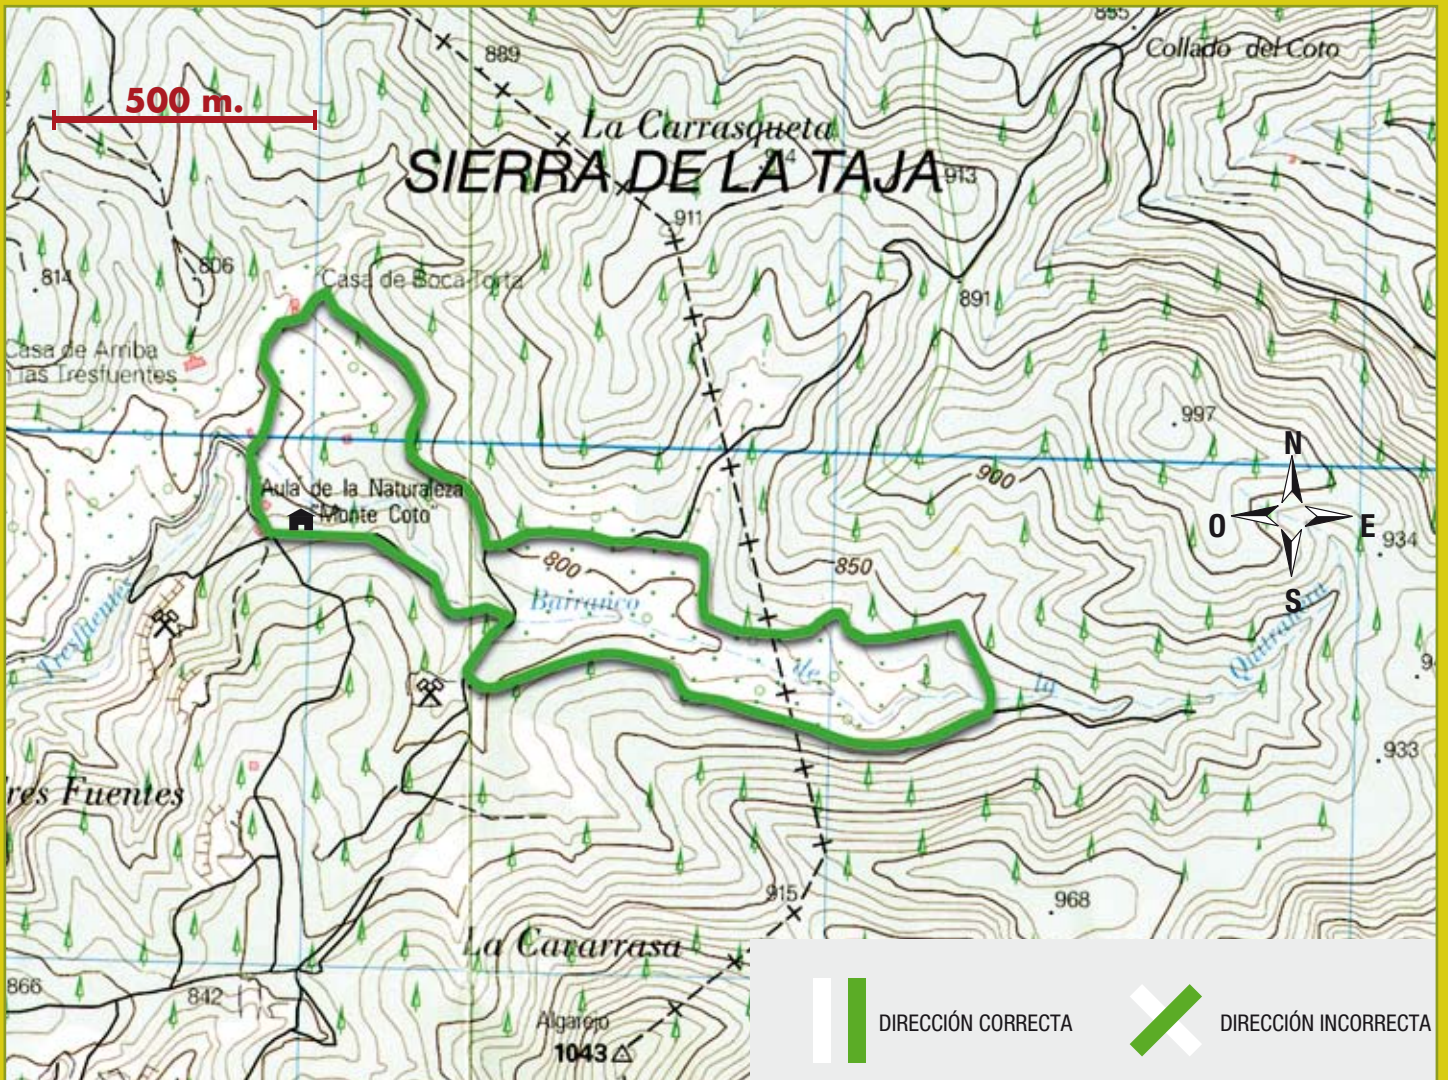 895
Collado del Coto
889
500 m.
La Carrasqueta
SIERRA DE LA TAJA
913
911
806
814
Casa de Boca-Torta
891
Casa de Arriba
las Tresfuentes
997
N
900
Aula de la Naturaleza
"Monte Coto"
O
E
934
800
850
S
Barranco
Tresfuentes
de
la
933
res Fuentes
915
968
La Cavarrasa
866
842
Algarejo
1043
DIRECCIÓN CORRECTA
DIRECCIÓN INCORRECTA